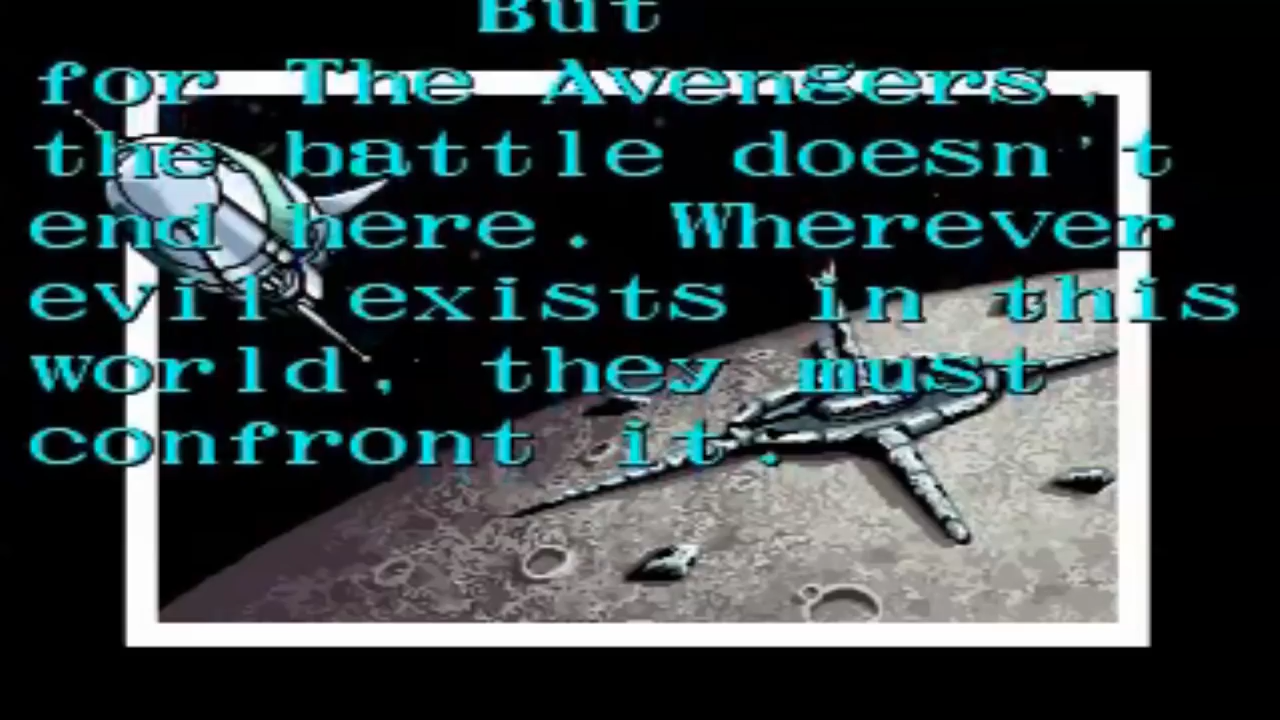 But
for The Avengers,
the battle doesn't
end here. Wherever
evil exists in this
world, they must
confront it.